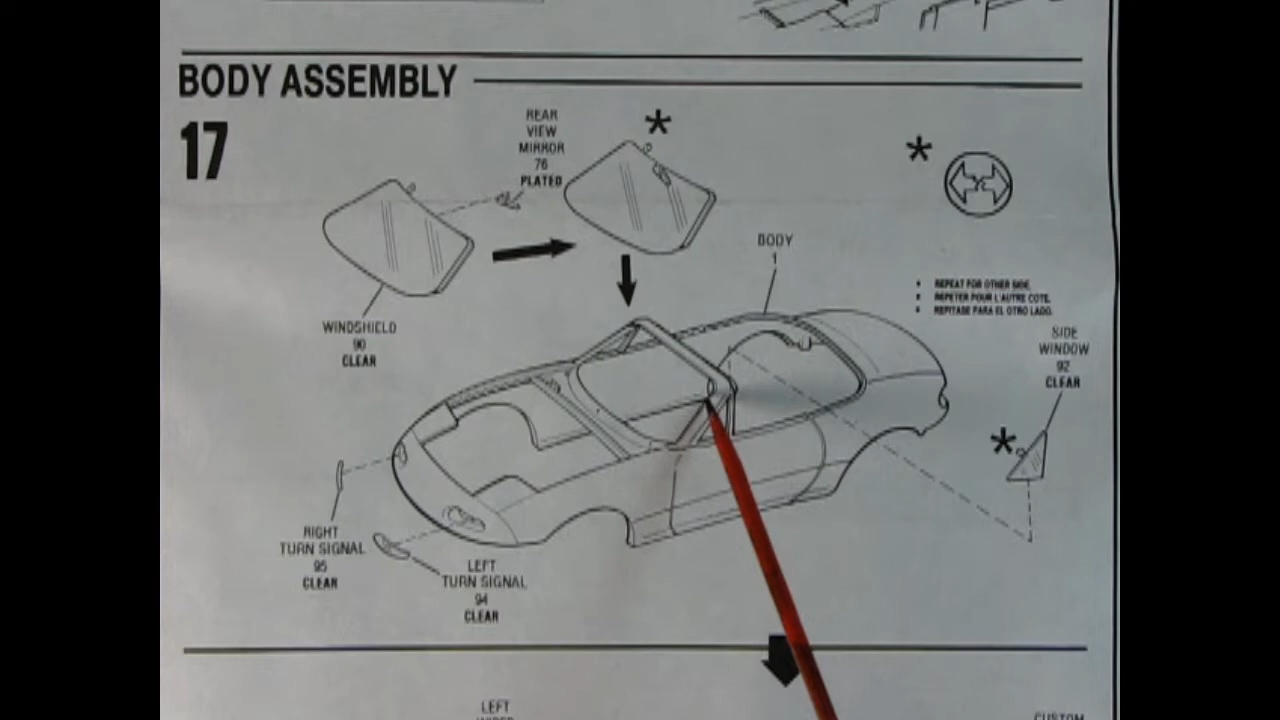 BODY ASSEMBLY
17
REAR
VIEW
MIRROR
76
PLATED
*
*
BODY
1
* REPEAT FOR OTHER SIDE.
* REPETER POUR L'AUTRE COTE.
* REPITASE PARA EL OTRO LADO.
WINDSHIELD
90
CLEAR
SIDE
WINDOW
92
CLEAR
*
RIGHT
TURN SIGNAL
95
CLEAR
LEFT
TURN SIGNAL
94
CLEAR
LEFT
CUSTOM